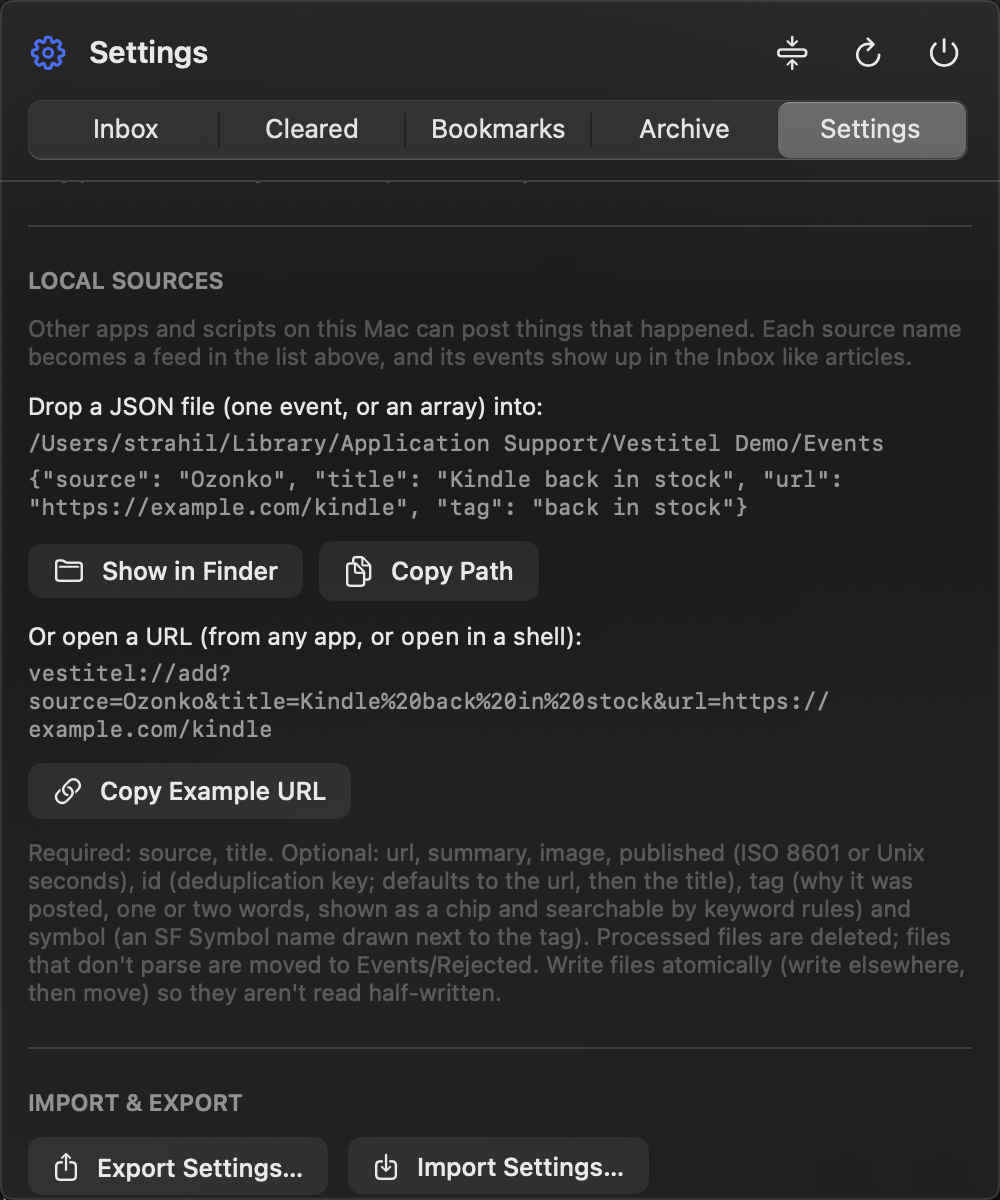 Settings
Inbox
Cleared
Bookmarks
Archive
Settings
LOCAL SOURCES
Other apps and scripts on this Mac can post things that happened. Each source name
becomes a feed in the list above, and its events show up in the Inbox like articles.
Drop a JSON file (one event, or an array) into:
/Users/strahil/Library/Application Support/Vestitel Demo/Events
{"source": "Ozonko", "title": "Kindle back in stock", "url":
"https://example.com/kindle", "tag": "back in stock"}
Show in Finder
Copy Path
Or open a URL (from any app, or open in a shell):
vestitel://add?
source=Ozonko&title=Kindle%20back%20in%20stock&url=https://
example.com/kindle
Copy Example URL
Required: source, title. Optional: url, summary, image, published (ISO 8601 or Unix
seconds), id (deduplication key; defaults to the url, then the title), tag (why it was
posted, one or two words, shown as a chip and searchable by keyword rules) and
symbol (an SF Symbol name drawn next to the tag). Processed files are deleted; files
that don't parse are moved to Events/Rejected. Write files atomically (write elsewhere,
then move) so they aren't read half-written.
IMPORT & EXPORT
Export Settings...
Import Settings...